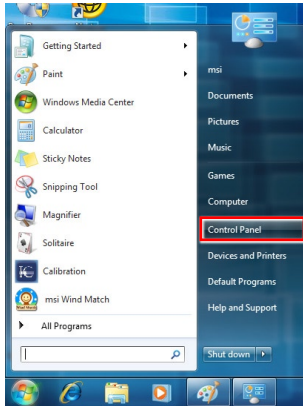 Getting Started
Paint
Windows Media Center
Calculator
Sticky Notes
Snipping Tool
Magnifier
Solitaire
Calibration
msi Wind Match
All Programs
msi
Documents
Pictures
Music
Games
Computer
Control Panel
Devices and Printers
Default Programs
Help and Support
Shut down